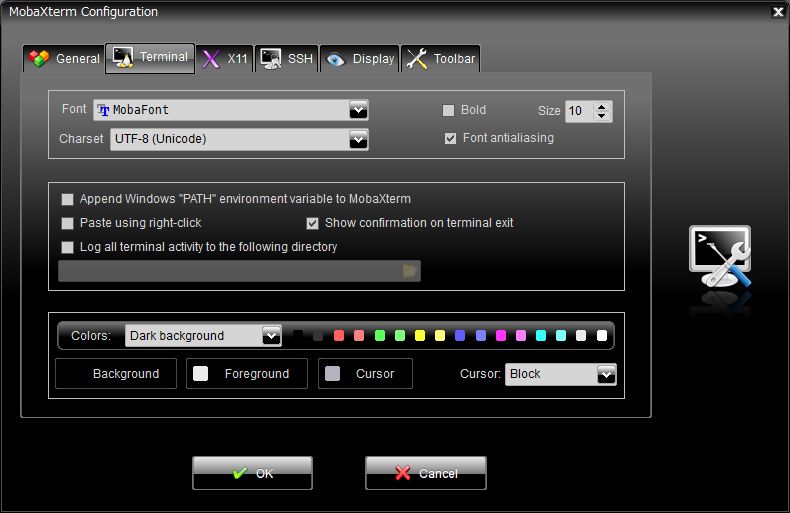 MobaXterm Configuration
General Terminal X11 SSH Display Toolbar
Font MobaFont Bold Size 10
Charset UTF-8 (Unicode) Font antialiasing
Append Windows "PATH" environment variable to MobaXterm
Paste using right-click Show confirmation on terminal exit
Log all terminal activity to the following directory
Colors: Dark background
Background Foreground Cursor Cursor: Block
OK Cancel